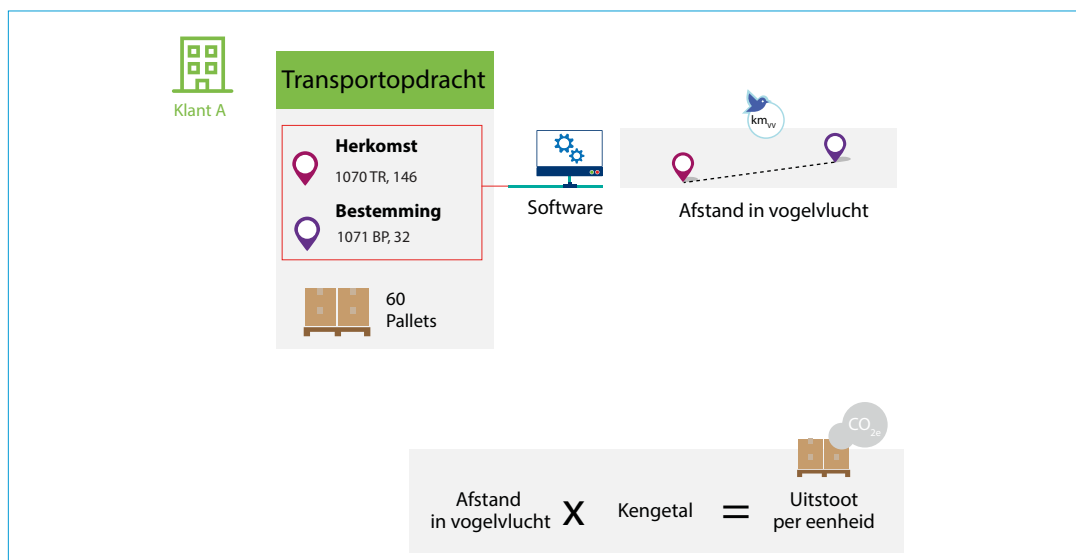 Klant A
Transportopdracht
Herkomst
1070 TR, 146
Bestemming
1071 BP, 32
60
Pallets
Software
km vv
Afstand in vogelvlucht
CO 2e
Afstand
in vogelvlucht
X
Kengetal
=
Uitstoot
per eenheid